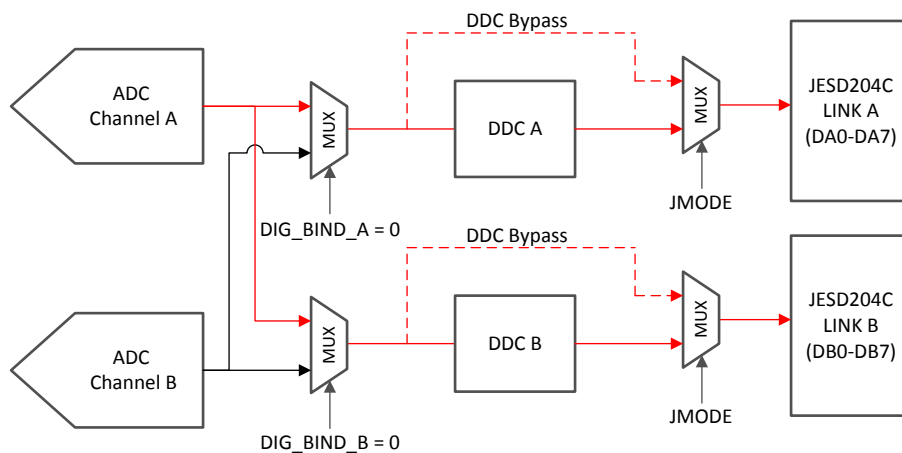 DDC Bypass
ADC
Channel A
MUX
DDC A
MUX
JESD204C
LINK A
(DA0-DA7)
DIG_BIND_A = 0
JMODE
DDC Bypass
ADC
Channel B
MUX
DDC B
MUX
JESD204C
LINK B
(DB0-DB7)
DIG_BIND_B = 0
JMODE